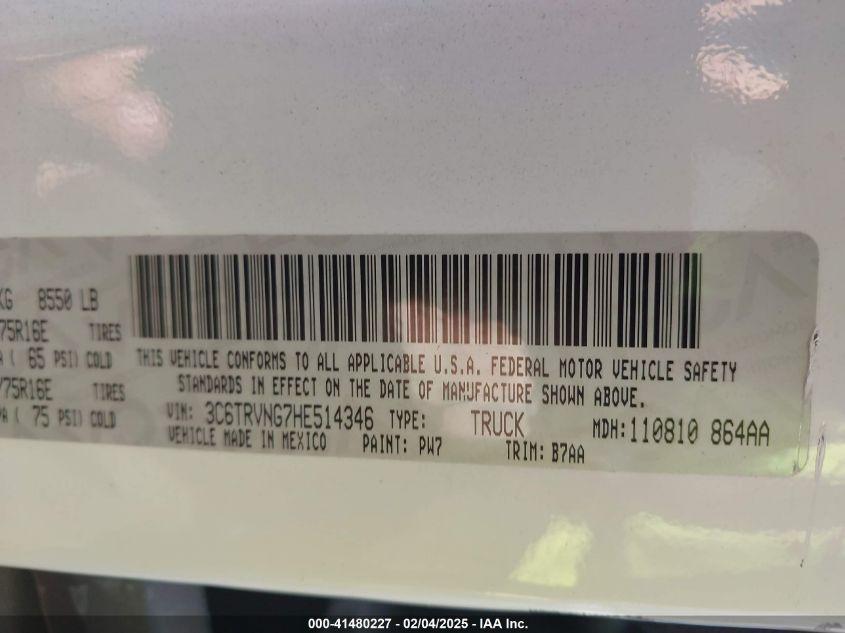 KG 8550 LB
75R16E TIRES
A ( 65 PSI) COLD
/75R16E TIRES
PA ( 75 PSI) COLD
THIS VEHICLE CONFORMS TO ALL APPLICABLE U.S.A. FEDERAL MOTOR VEHICLE SAFETY
STANDARDS IN EFFECT ON THE DATE OF MANUFACTURE SHOWN ABOVE.
VIN: 3C6TRVNG7HE514346 TYPE: TRUCK MDH: 110810 864AA
VEHICLE MADE IN MEXICO PAINT: PW7 TRIM: B7AA
000-41480227 - 02/04/2025 - IAA Inc.